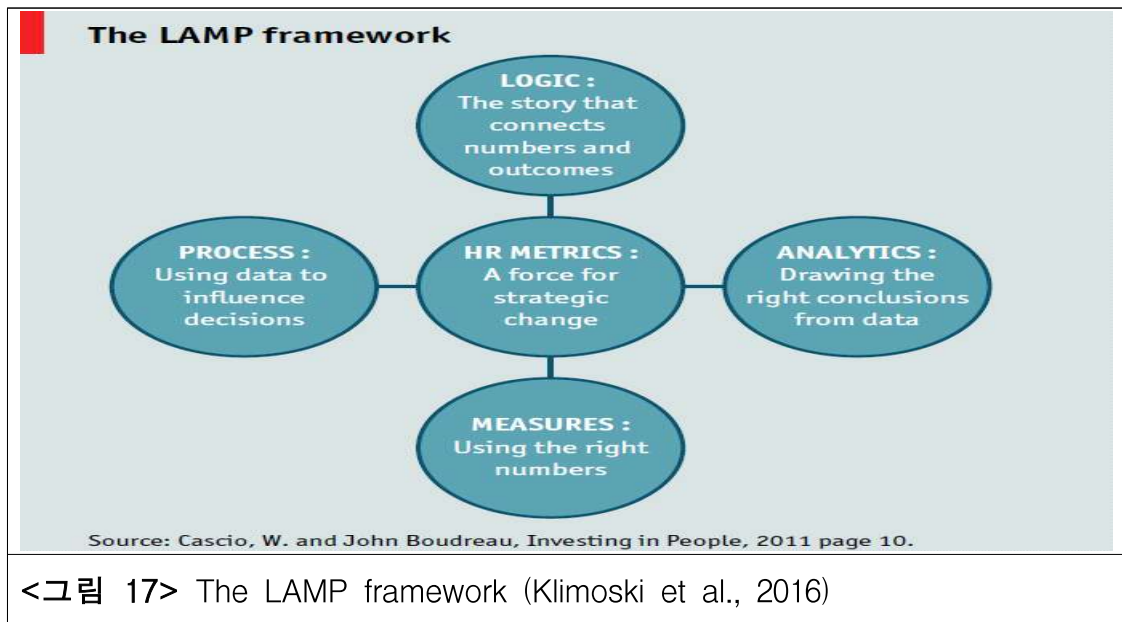 The LAMP framework
LOGIC :
The story that
connects
numbers and
outcomes
PROCESS :
Using data to
influence
decisions
HR METRICS :
A force for
strategic
change
ANALYTICS :
Drawing the
right conclusions
from data
MEASURES :
Using the right
numbers
Source: Cascio, W. and John Boudreau, Investing in People, 2011 page 10.
<그림 17> The LAMP framework (Klimoski et al., 2016)